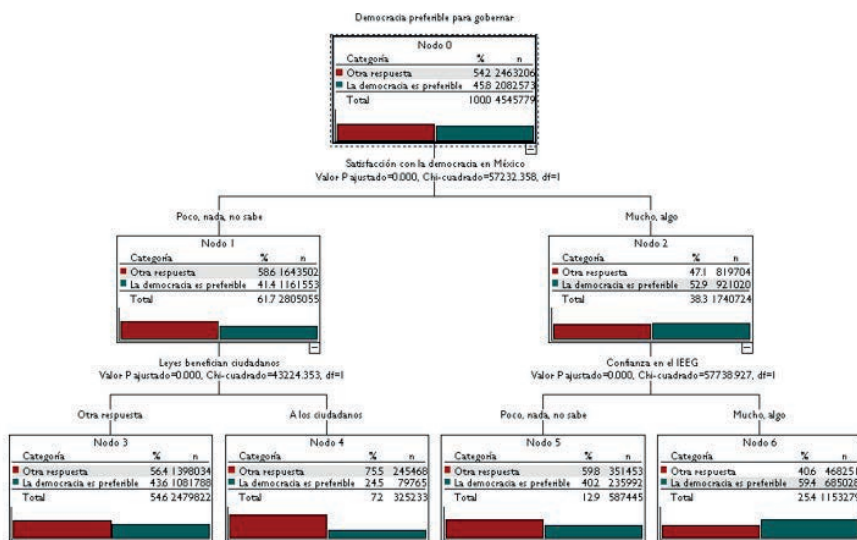 Democracia preferible para gobernar
Nodo 0
Categoría % n
Otra respuesta 54.2 2463206
La democracia es preferible 45.8 2082573
Total 100.0 4545779
Satisfacción con la democracia en México
Valor Pajustado=0.000, Chi-cuadrado=57232.358, df=1
Poco, nada, no sabe
Mucho, algo
Nodo 1
Categoría % n
Otra respuesta 58.6 1643502
La democracia es preferible 41.4 1161553
Total 61.7 2805055
Nodo 2
Categoría % n
Otra respuesta 47.1 819704
La democracia es preferible 52.9 921020
Total 38.3 1740724
Leyes benefician ciudadanos
Valor Pajustado=0.000, Chi-cuadrado=43224.353, df=1
Confianza en el IEEG
Valor Pajustado=0.000, Chi-cuadrado=57738.927, df=1
Otra respuesta
A los ciudadanos
Poco, nada, no sabe
Mucho, algo
Nodo 3
Categoría % n
Otra respuesta 56.4 1398034
La democracia es preferible 43.6 1081788
Total 54.6 2479822
Nodo 4
Categoría % n
Otra respuesta 75.5 245468
La democracia es preferible 24.5 79765
Total 7.2 325233
Nodo 5
Categoría % n
Otra respuesta 59.8 351453
La democracia es preferible 40.2 235992
Total 12.9 587445
Nodo 6
Categoría % n
Otra respuesta 40.6 468251
La democracia es preferible 59.4 685028
Total 25.4 1153279